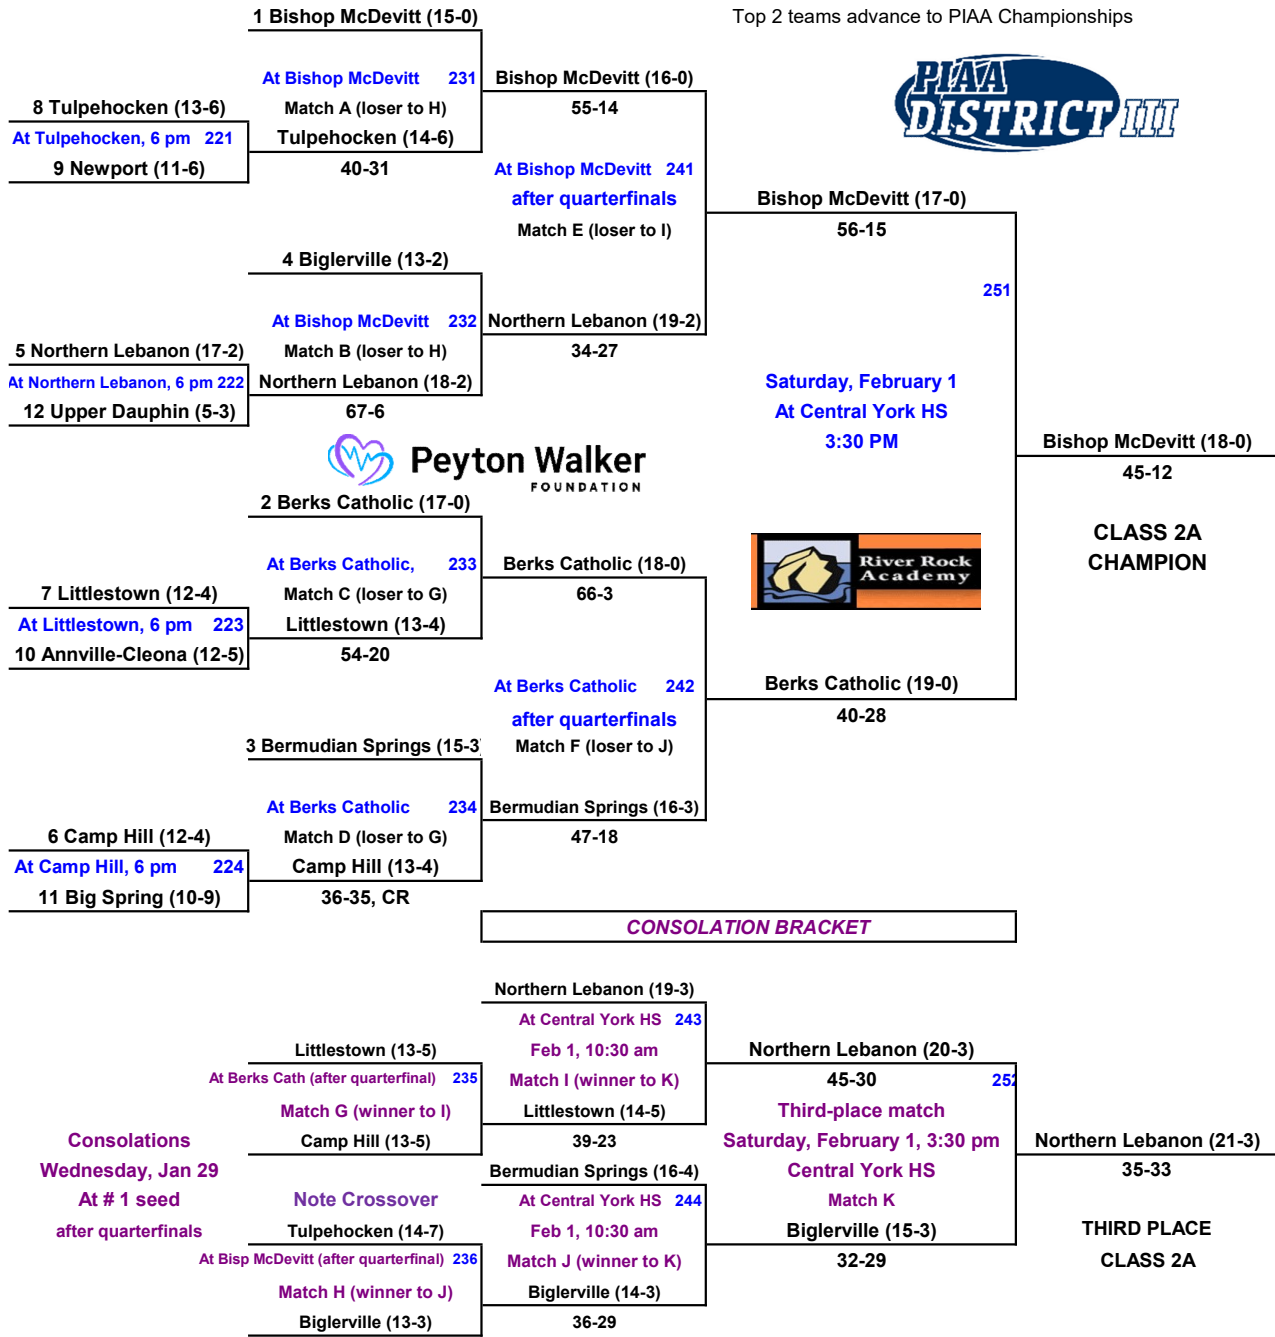 1 Bishop McDevitt (15-0)
Top 2 teams advance to PIAA Championships
PIAA
DISTRICT III
At Bishop McDevitt 231
Bishop McDevitt (16-0)
8 Tulpehocken (13-6)
Match A (loser to H)
55-14
At Tulpehocken, 6 pm 221
Tulpehocken (14-6)
9 Newport (11-6)
40-31
At Bishop McDevitt 241
after quarterfinals
Bishop McDevitt (17-0)
Match E (loser to I)
56-15
4 Biglerville (13-2)
251
At Bishop McDevitt 232
Northern Lebanon (19-2)
5 Northern Lebanon (17-2)
Match B (loser to H)
34-27
At Northern Lebanon, 6 pm 222
Northern Lebanon (18-2)
Saturday, February 1
12 Upper Dauphin (5-3)
67-6
At Central York HS
3:30 PM
Bishop McDevitt (18-0)
Peyton Walker
FOUNDATION
45-12
2 Berks Catholic (17-0)
CLASS 2A
CHAMPION
At Berks Catholic, 233
Berks Catholic (18-0)
River Rock
Academy
7 Littlestown (12-4)
Match C (loser to G)
66-3
At Littlestown, 6 pm 223
Littlestown (13-4)
10 Annville-Cleona (12-5)
54-20
At Berks Catholic 242
Berks Catholic (19-0)
after quarterfinals
40-28
3 Bermudian Springs (15-3)
Match F (loser to J)
At Berks Catholic 234
Bermudian Springs (16-3)
6 Camp Hill (12-4)
Match D (loser to G)
47-18
At Camp Hill, 6 pm 224
Camp Hill (13-4)
11 Big Spring (10-9)
36-35, CR
CONSOLATION BRACKET
Northern Lebanon (19-3)
At Central York HS 243
Littlestown (13-5)
Feb 1, 10:30 am
Northern Lebanon (20-3)
At Berks Cath (after quarterfinal) 235
Match I (winner to K)
45-30
252
Match G (winner to I)
Littlestown (14-5)
Third-place match
Consolations
Camp Hill (13-5)
39-23
Saturday, February 1, 3:30 pm
Northern Lebanon (21-3)
Wednesday, Jan 29
Bermudian Springs (16-4)
Central York HS
35-33
At # 1 seed
Note Crossover
At Central York HS 244
Match K
after quarterfinals
Tulpehocken (14-7)
Feb 1, 10:30 am
Biglerville (15-3)
THIRD PLACE
At Bisp McDevitt (after quarterfinal) 236
Match J (winner to K)
32-29
CLASS 2A
Match H (winner to J)
Biglerville (14-3)
Biglerville (13-3)
36-29